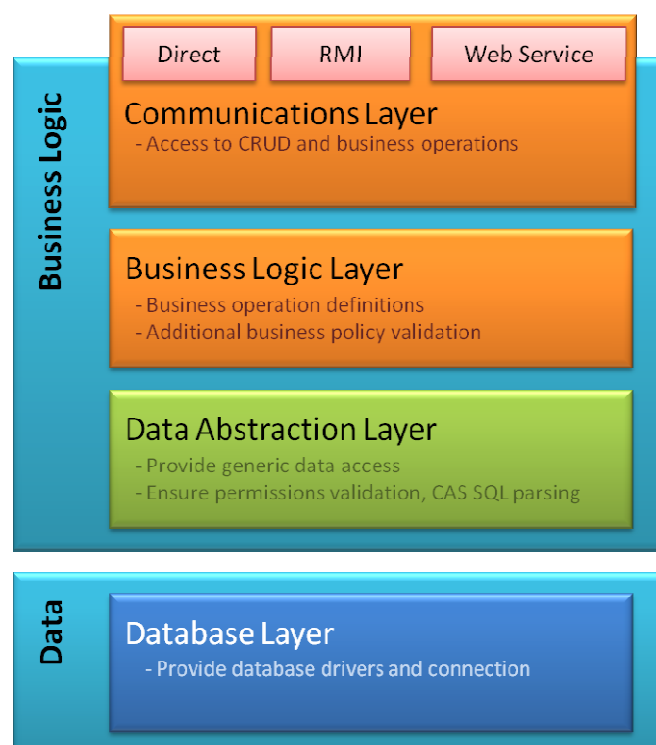 Direct
RMI
Web Service
Communications Layer
- Access to CRUD and business operations
Business Logic
Business Logic Layer
- Business operation definitions
- Additional business policy validation
Data Abstraction Layer
- Provide generic data access
- Ensure permissions validation, CAS SQL parsing
Data
Database Layer
- Provide database drivers and connection